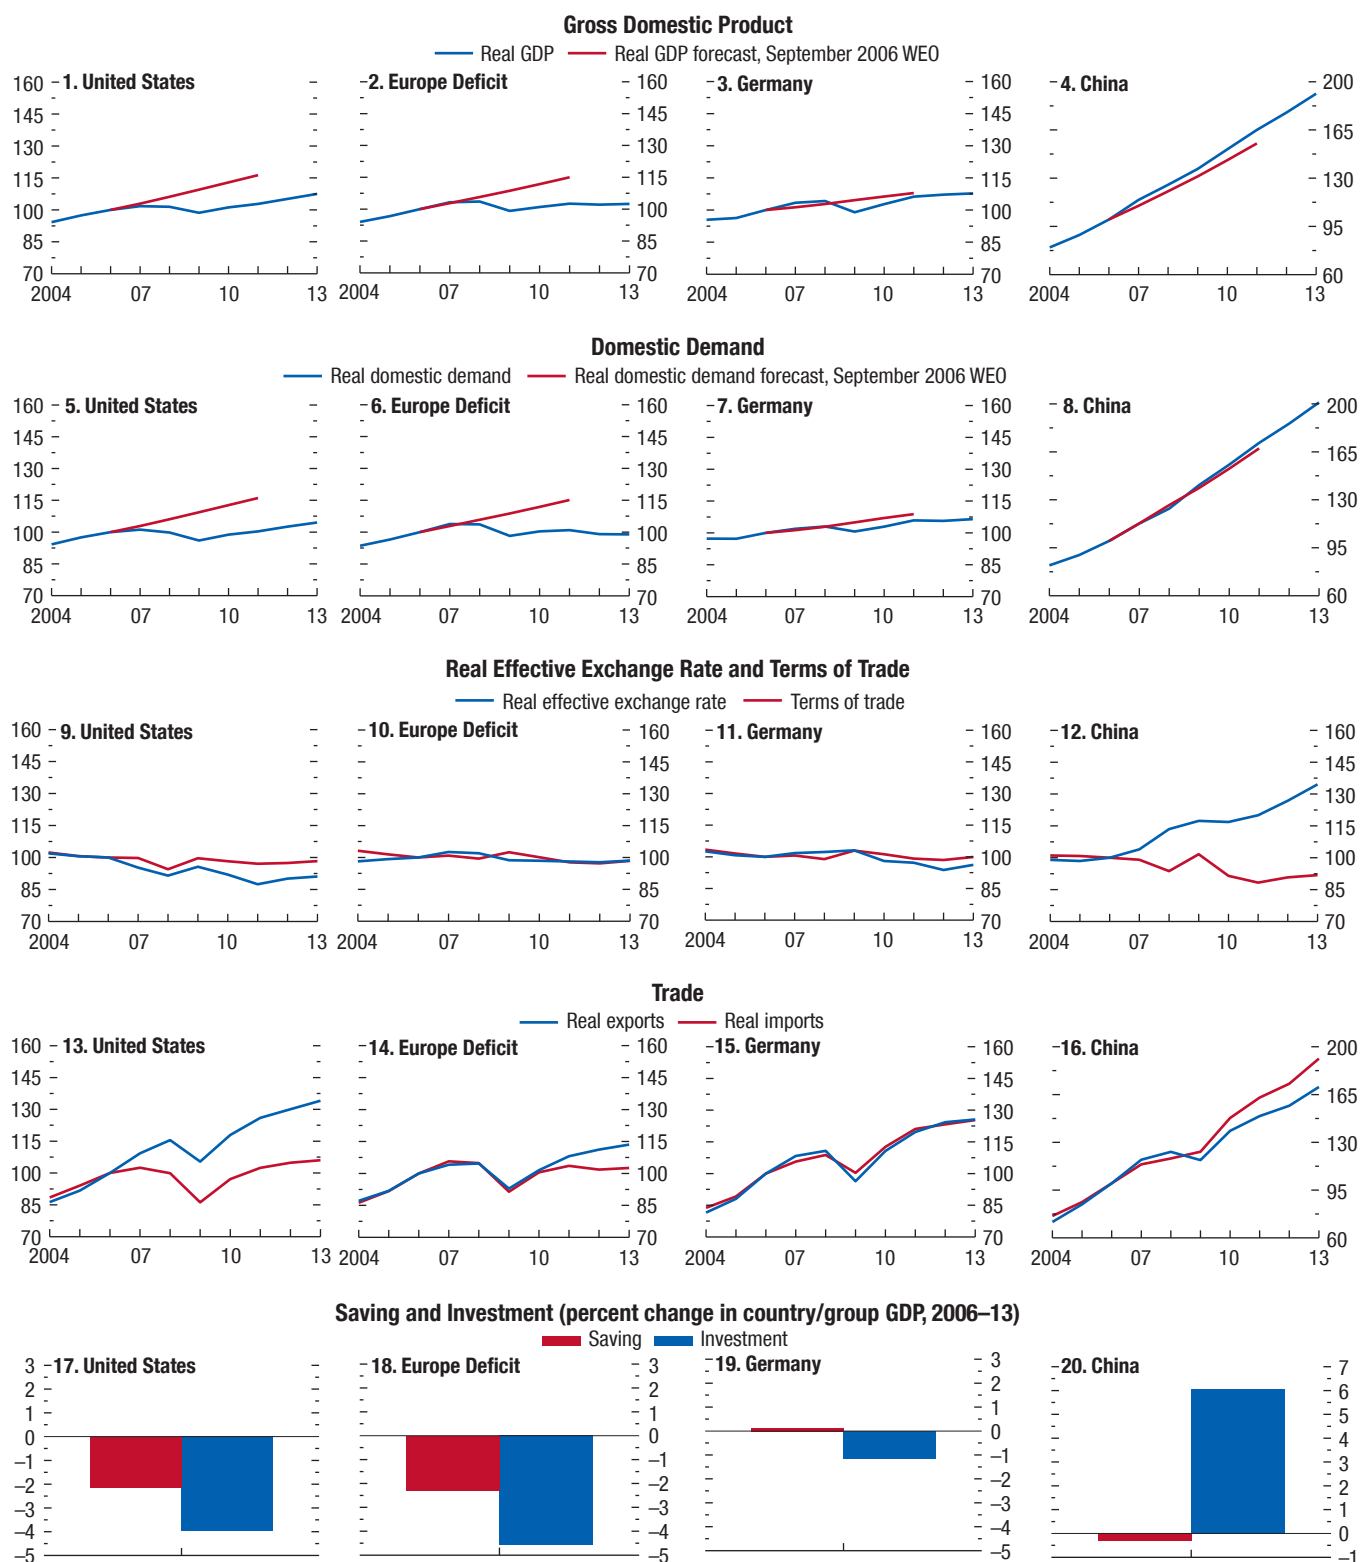 Gross Domestic Product
Real GDP Real GDP forecast, September 2006 WEO
1. United States 2. Europe Deficit 3. Germany 4. China
160 160 200
145 145
130 130 165
115 115 130
100 100
85 85 95
70 70 60
2004 07 10 13 2004 07 10 13 2004 07 10 13 2004 07 10 13
160 145 130 115 100 85 70
Domestic Demand
Real domestic demand Real domestic demand forecast, September 2006 WEO
5. United States 6. Europe Deficit 7. Germany 8. China
160 160 160 200
145 145 145 165
130 130 130
115 115 115 130
100 100 100
85 85 85 95
70 70 70 60
2004 07 10 13 2004 07 10 13 2004 07 10 13 2004 07 10 13
Real Effective Exchange Rate and Terms of Trade
Real effective exchange rate Terms of trade
9. United States 10. Europe Deficit 11. Germany 12. China
160 160 160 160
145 145 145 145
130 130 130 130
115 115 115 115
100 100 100 100
85 85 85 85
70 70 70 70
2004 07 10 13 2004 07 10 13 2004 07 10 13 2004 07 10 13
Trade
Real exports Real imports
13. United States 14. Europe Deficit 15. Germany 16. China
160 160 160 200
145 145 145
130 130 130 165
115 115 115 130
100 100 100
85 85 85 95
70 70 70 60
2004 07 10 13 2004 07 10 13 2004 07 10 13 2004 07 10 13
Saving and Investment (percent change in country/group GDP, 2006–13)
Saving Investment
17. United States 18. Europe Deficit 19. Germany 20. China
3 3 3 7
2 2 2 6
1 1 1 5
0 0 0 4
–1 –1 –1 3
–2 –2 –2 2
–3 –3 –3 1
–4 –4 –4 0
–5 –5 –5 –1